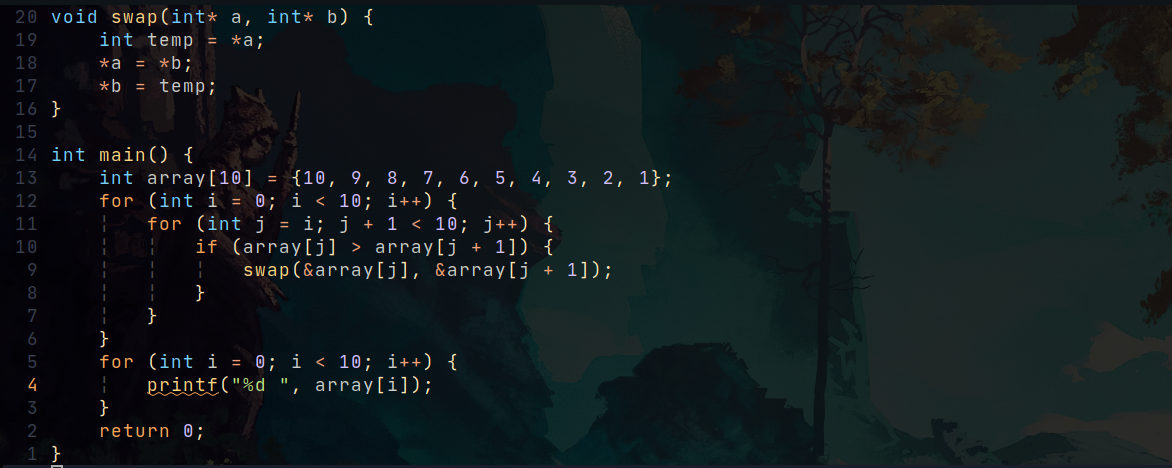 20 void swap(int* a, int* b) {
19     int temp = *a;
18     *a = *b;
17     *b = temp;
16 }
15
14 int main() {
13     int array[10] = {10, 9, 8, 7, 6, 5, 4, 3, 2, 1};
12     for (int i = 0; i < 10; i++) {
11         for (int j = i; j + 1 < 10; j++) {
10             if (array[j] > array[j + 1]) {
9                 swap(&array[j], &array[j + 1]);
8             }
7         }
6     }
5     for (int i = 0; i < 10; i++) {
4         printf("%d ", array[i]);
3     }
2     return 0;
1 }